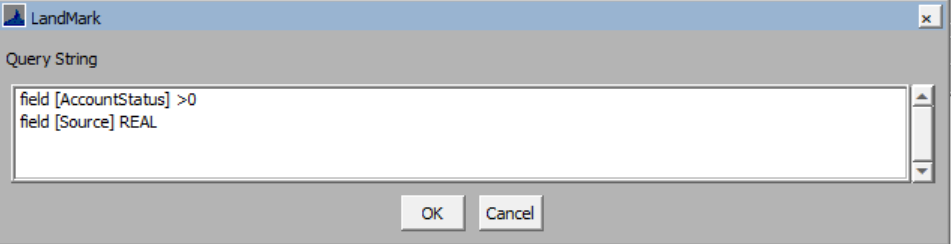 LandMark
Query String
field [AccountStatus] >0
field [Source] REAL
OK
Cancel